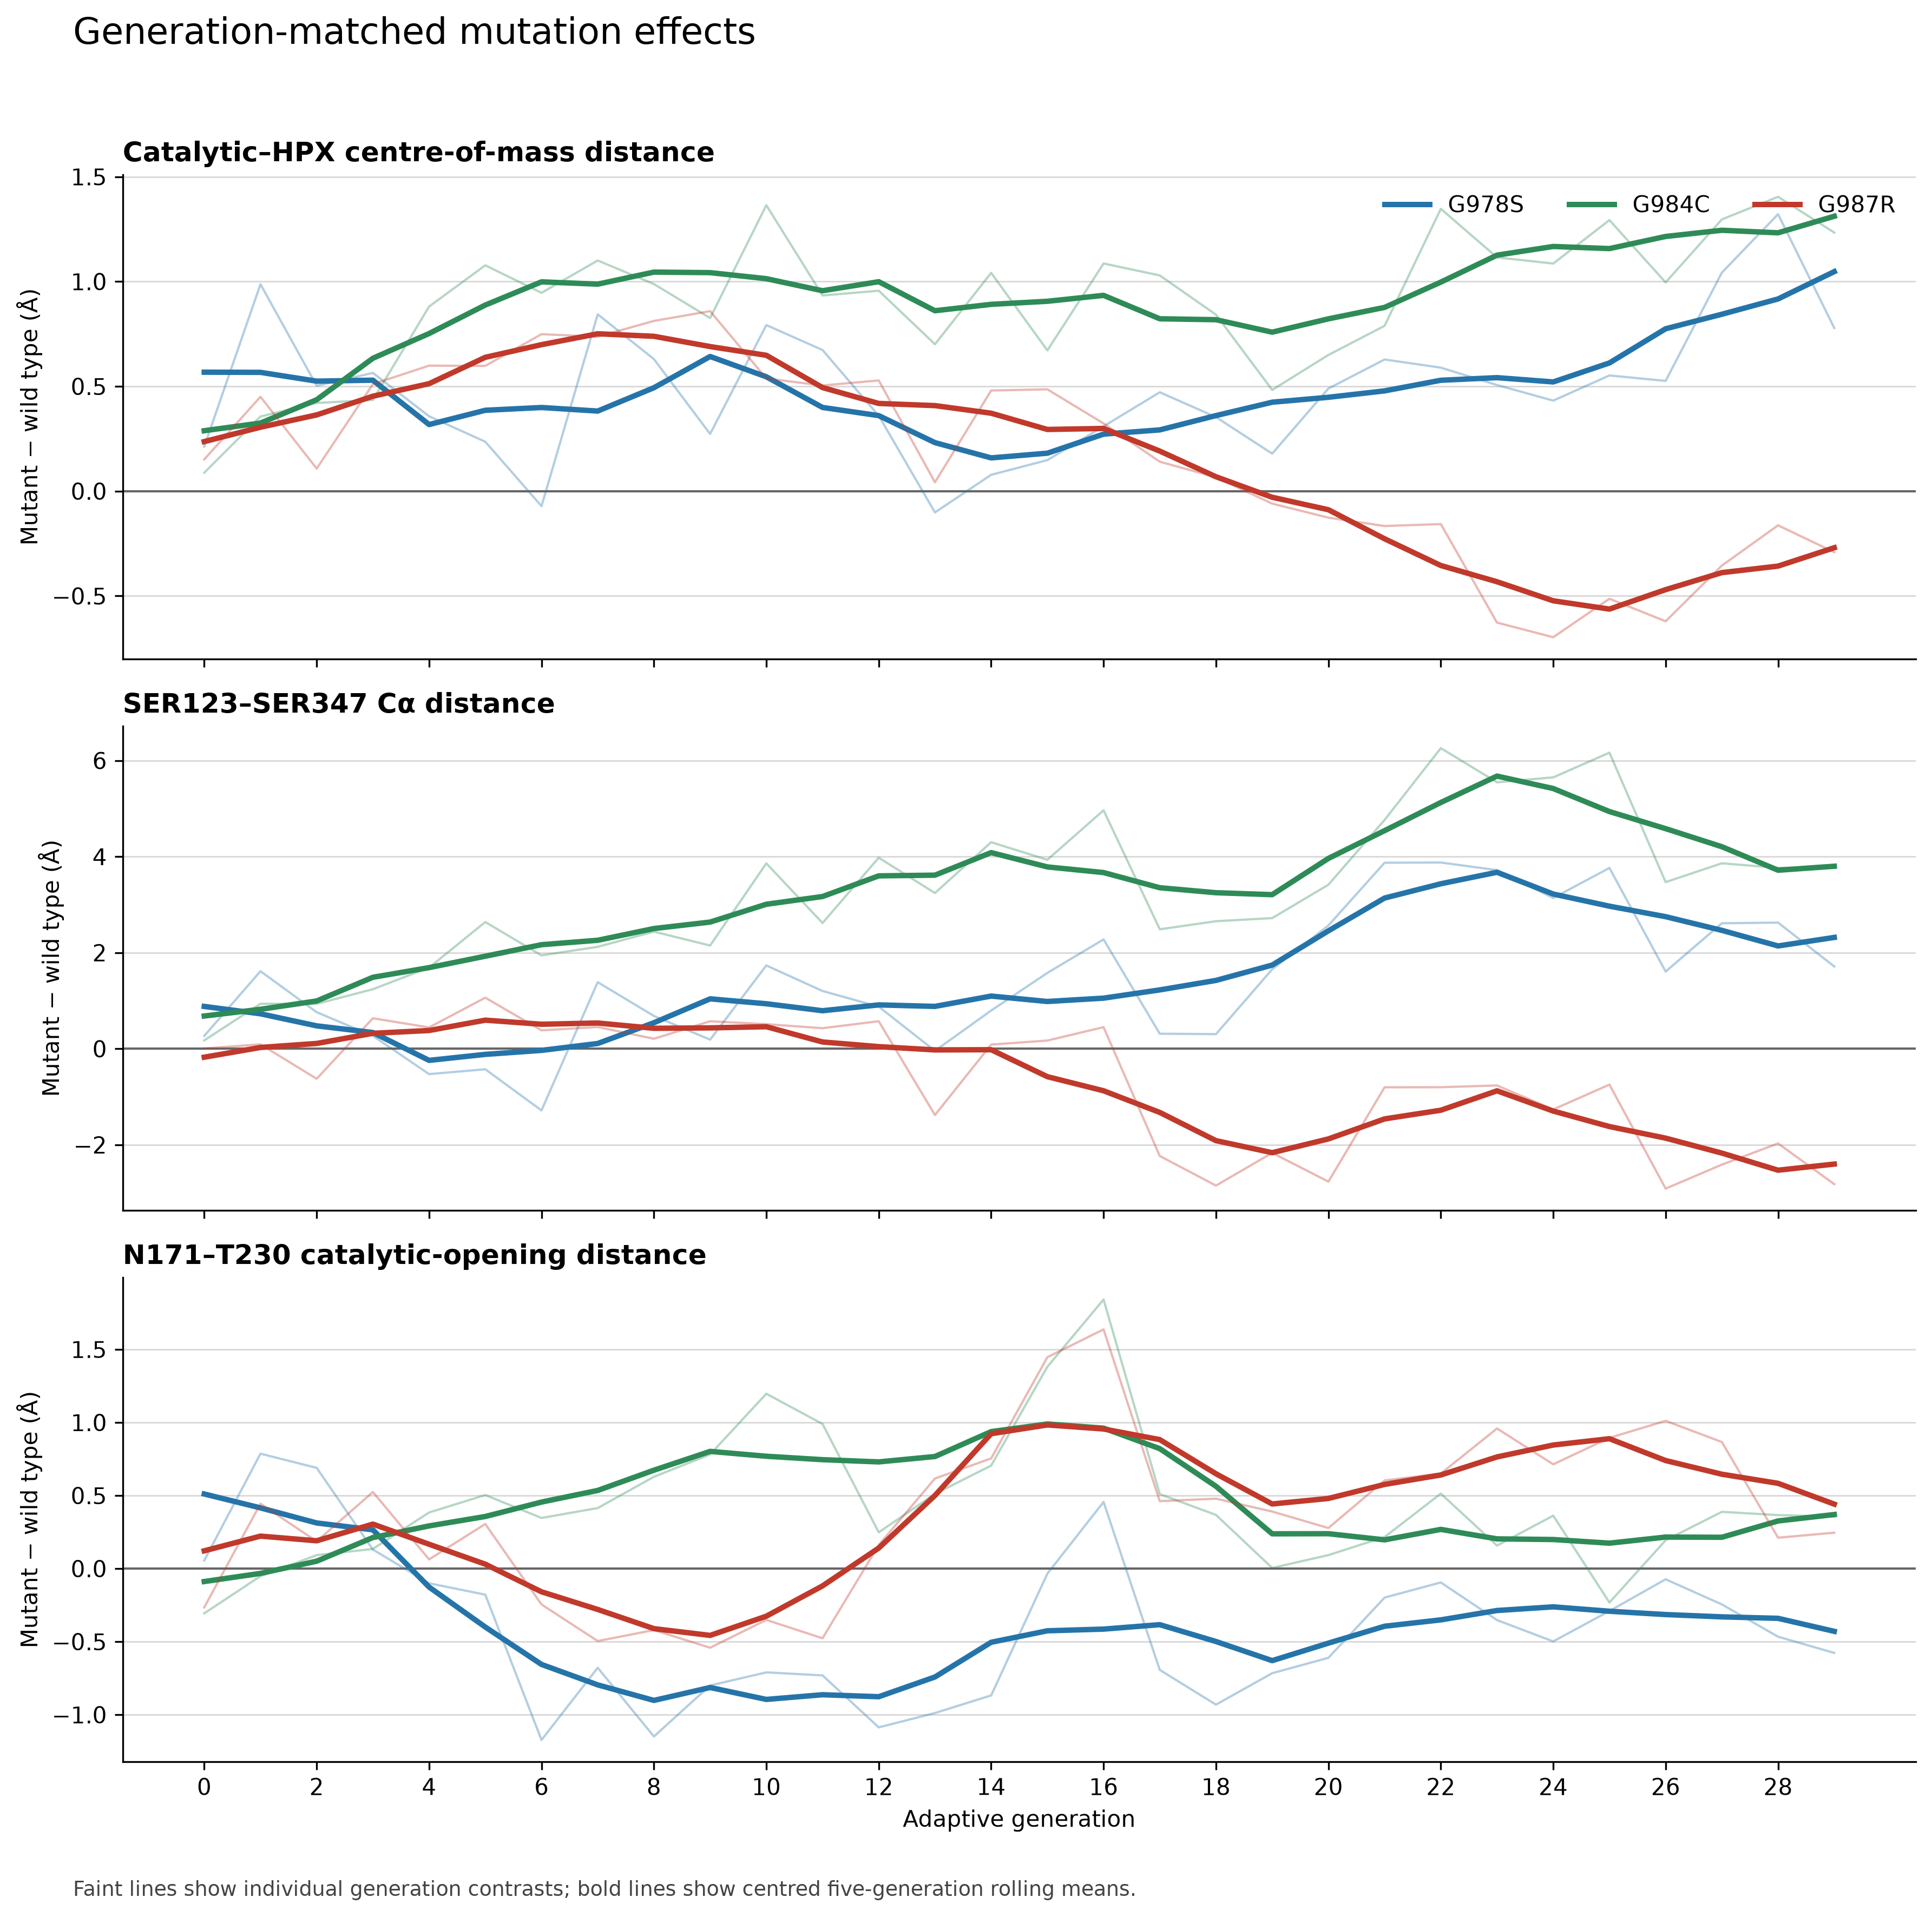 Generation-matched mutation effects
Catalytic–HPX centre-of-mass distance
Mutant − wild type (Å)
1.5
1.0
0.5
0.0
−0.5
G978S G984C G987R
SER123–SER347 Cα distance
Mutant − wild type (Å)
6
4
2
0
−2
N171–T230 catalytic-opening distance
Mutant − wild type (Å)
1.5
1.0
0.5
0.0
−0.5
−1.0
0 2 4 6 8 10 12 14 16 18 20 22 24 26 28
Adaptive generation
Faint lines show individual generation contrasts; bold lines show centred five-generation rolling means.